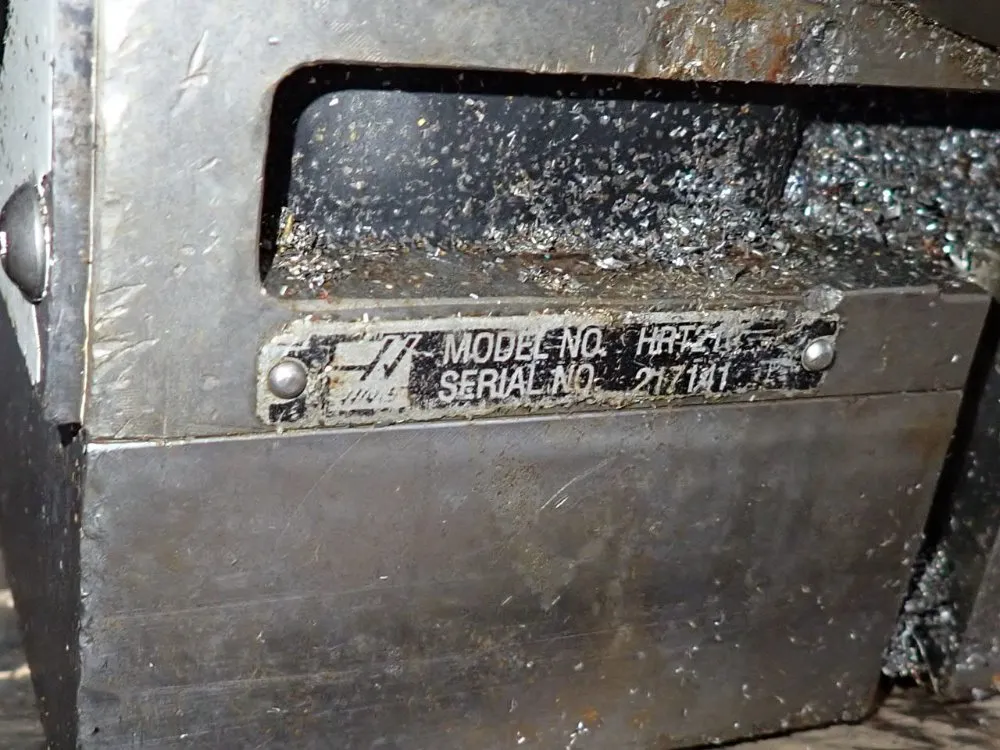 MODEL NO.
SERIAL NO. 217141